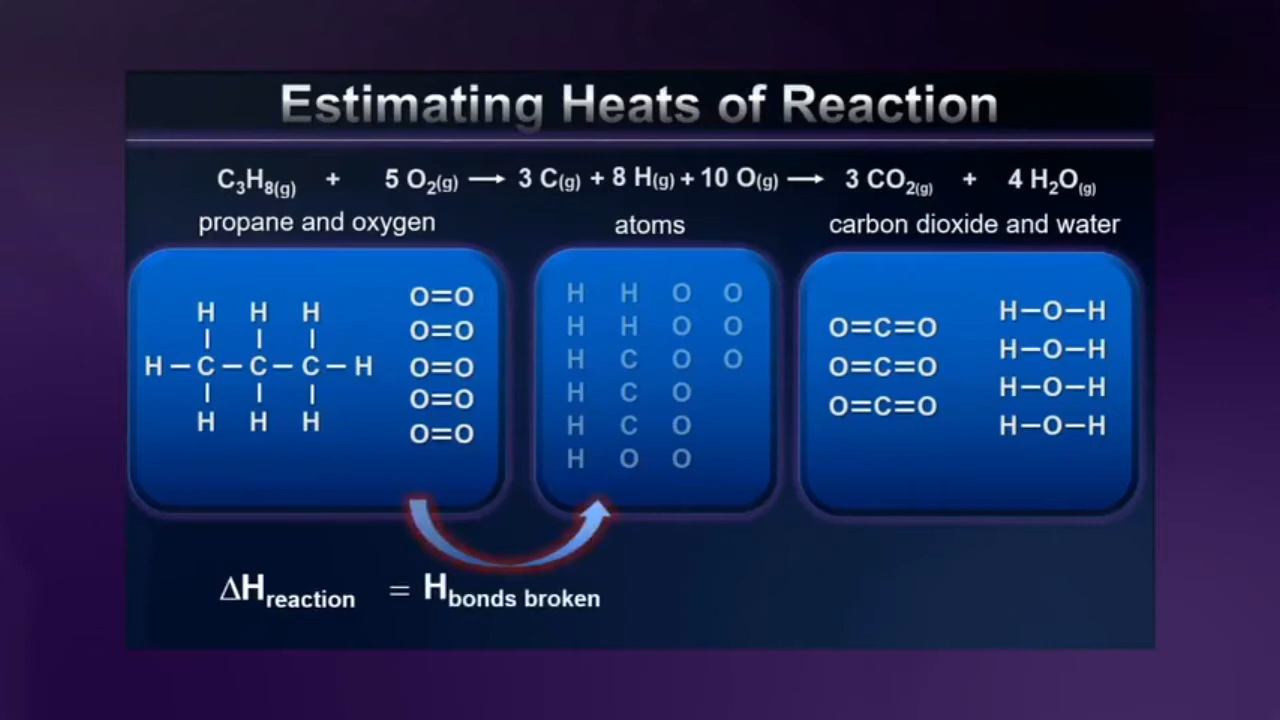 Estimating Heats of Reaction
C₃H₈(g) + 5 O₂(g) ⟶ 3 C(g) + 8 H(g) + 10 O(g) ⟶ 3 CO₂(g) + 4 H₂O(g)
propane and oxygen atoms carbon dioxide and water
H H H
H–C–C–C–H
H H H
O=O
O=O
O=O
O=O
O=O
H H O O
H H O O
H C O O
H C O
H C O
H O O
O=C=O
O=C=O
O=C=O
H–O–H
H–O–H
H–O–H
H–O–H
ΔHreaction = Hbonds broken